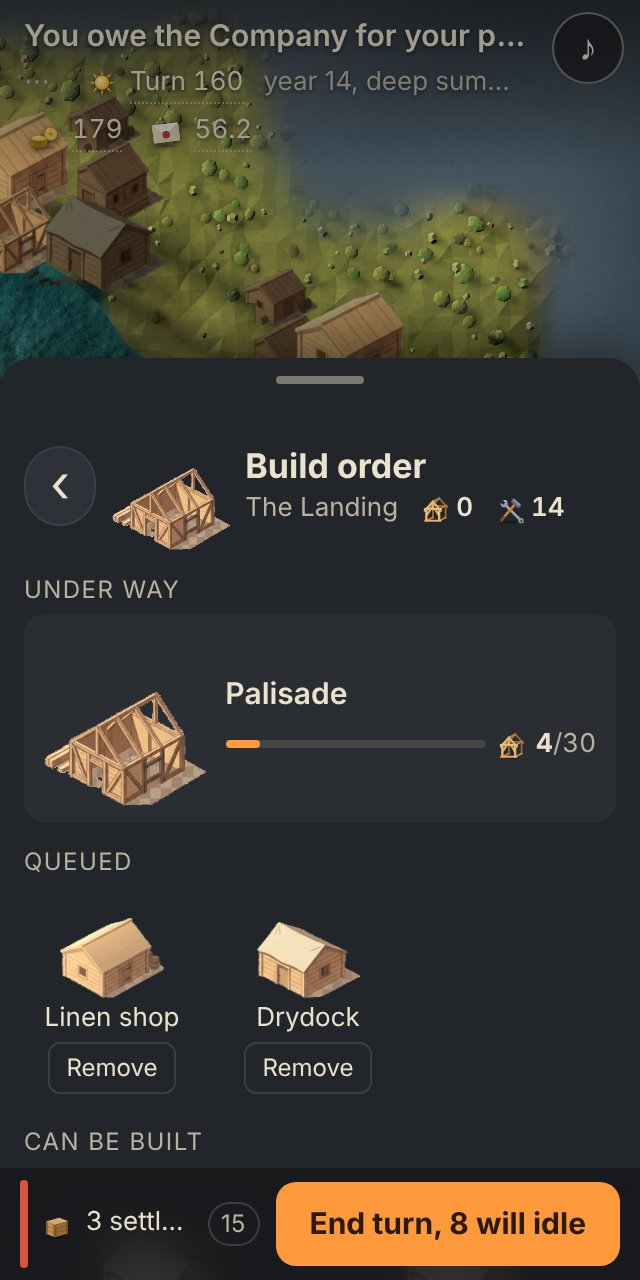 You owe the Company for your p...
... Turn 160 year 14, deep sum...
179 56.2
Build order
The Landing 0 14
UNDER WAY
Palisade
4/30
QUEUED
Linen shop Drydock
Remove Remove
CAN BE BUILT
3 settl... 15 End turn, 8 will idle